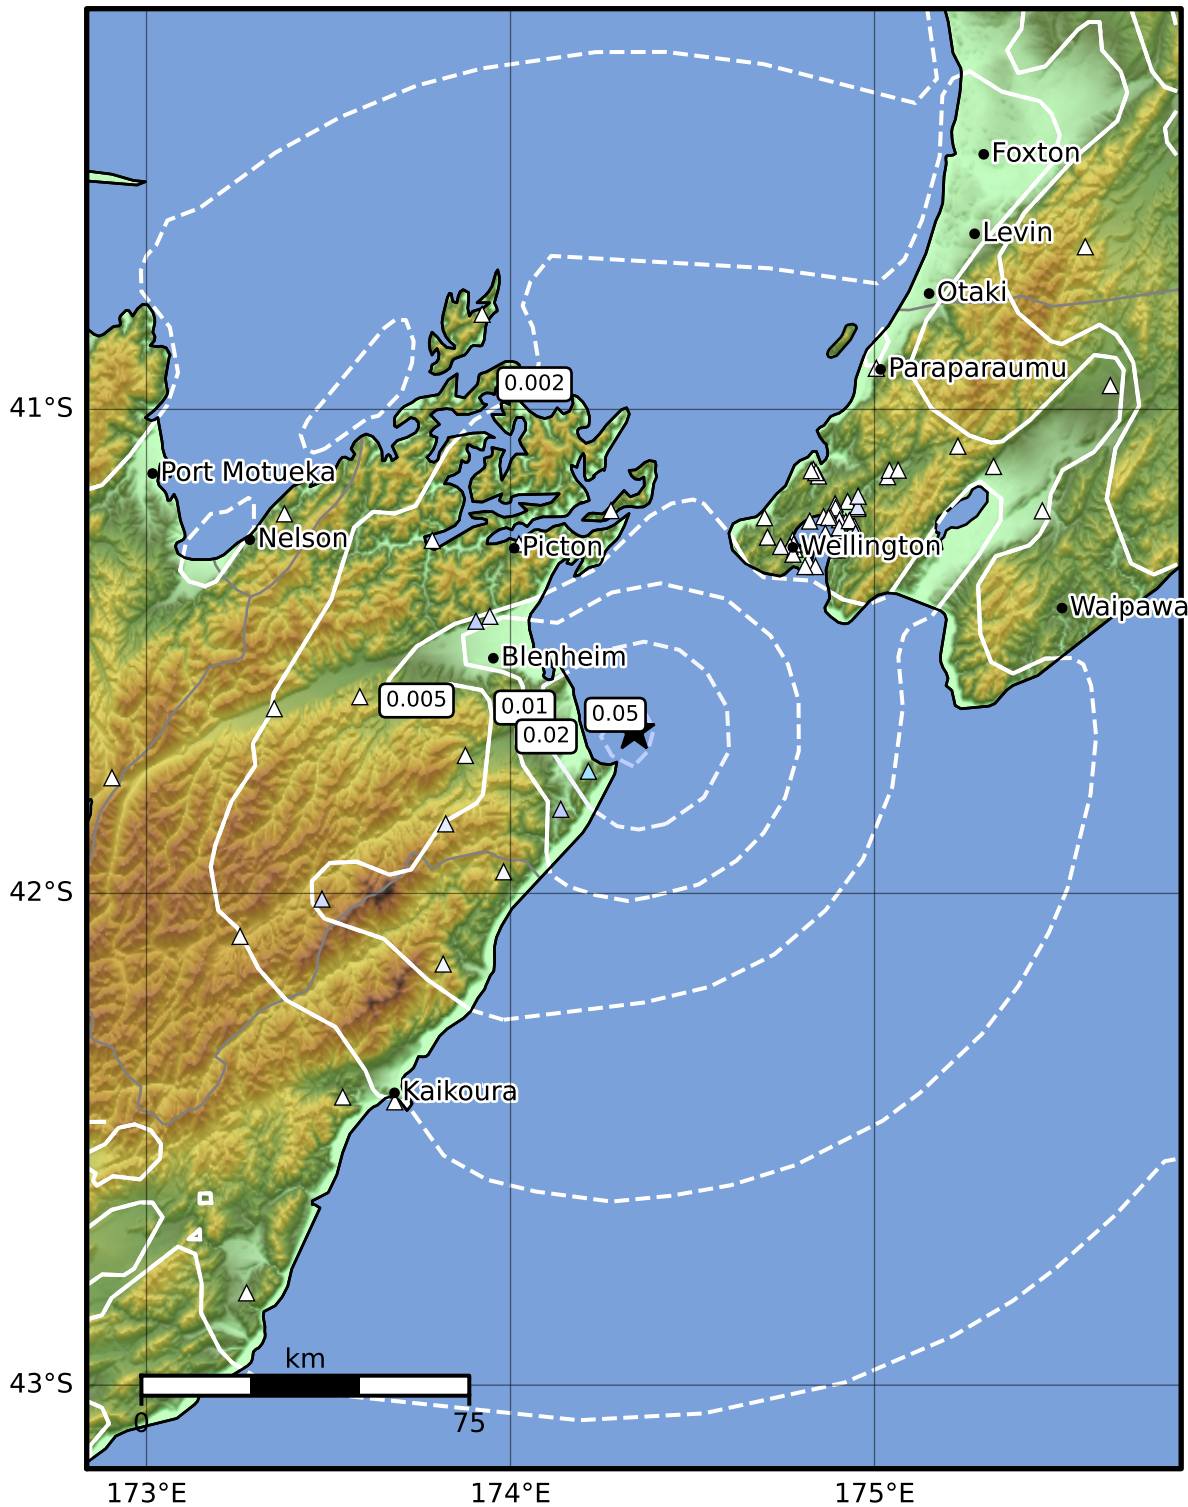 Foxton
Levin
Otaki
Paraparaumu
0.002
41°S
Port Motueka
Nelson
Picton
Wellington
Waipawa
Blenheim
0.005
0.01
0.05
0.02
42°S
Kaikoura
km
43°S
0
75
173°E
174°E
175°E